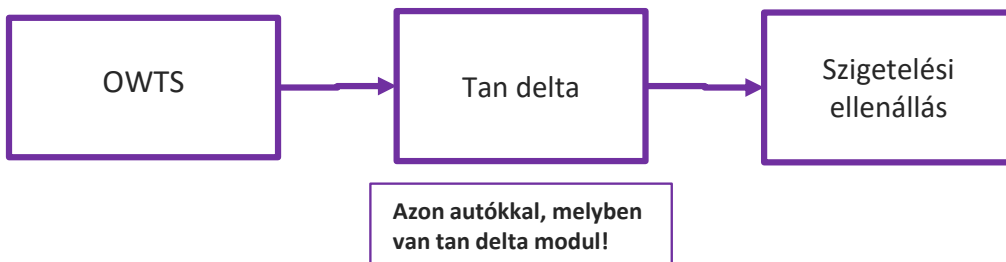 OWTS
Tan delta
Szigetelési
ellenállás
Azon autókkal, melyben
van tan delta modul!